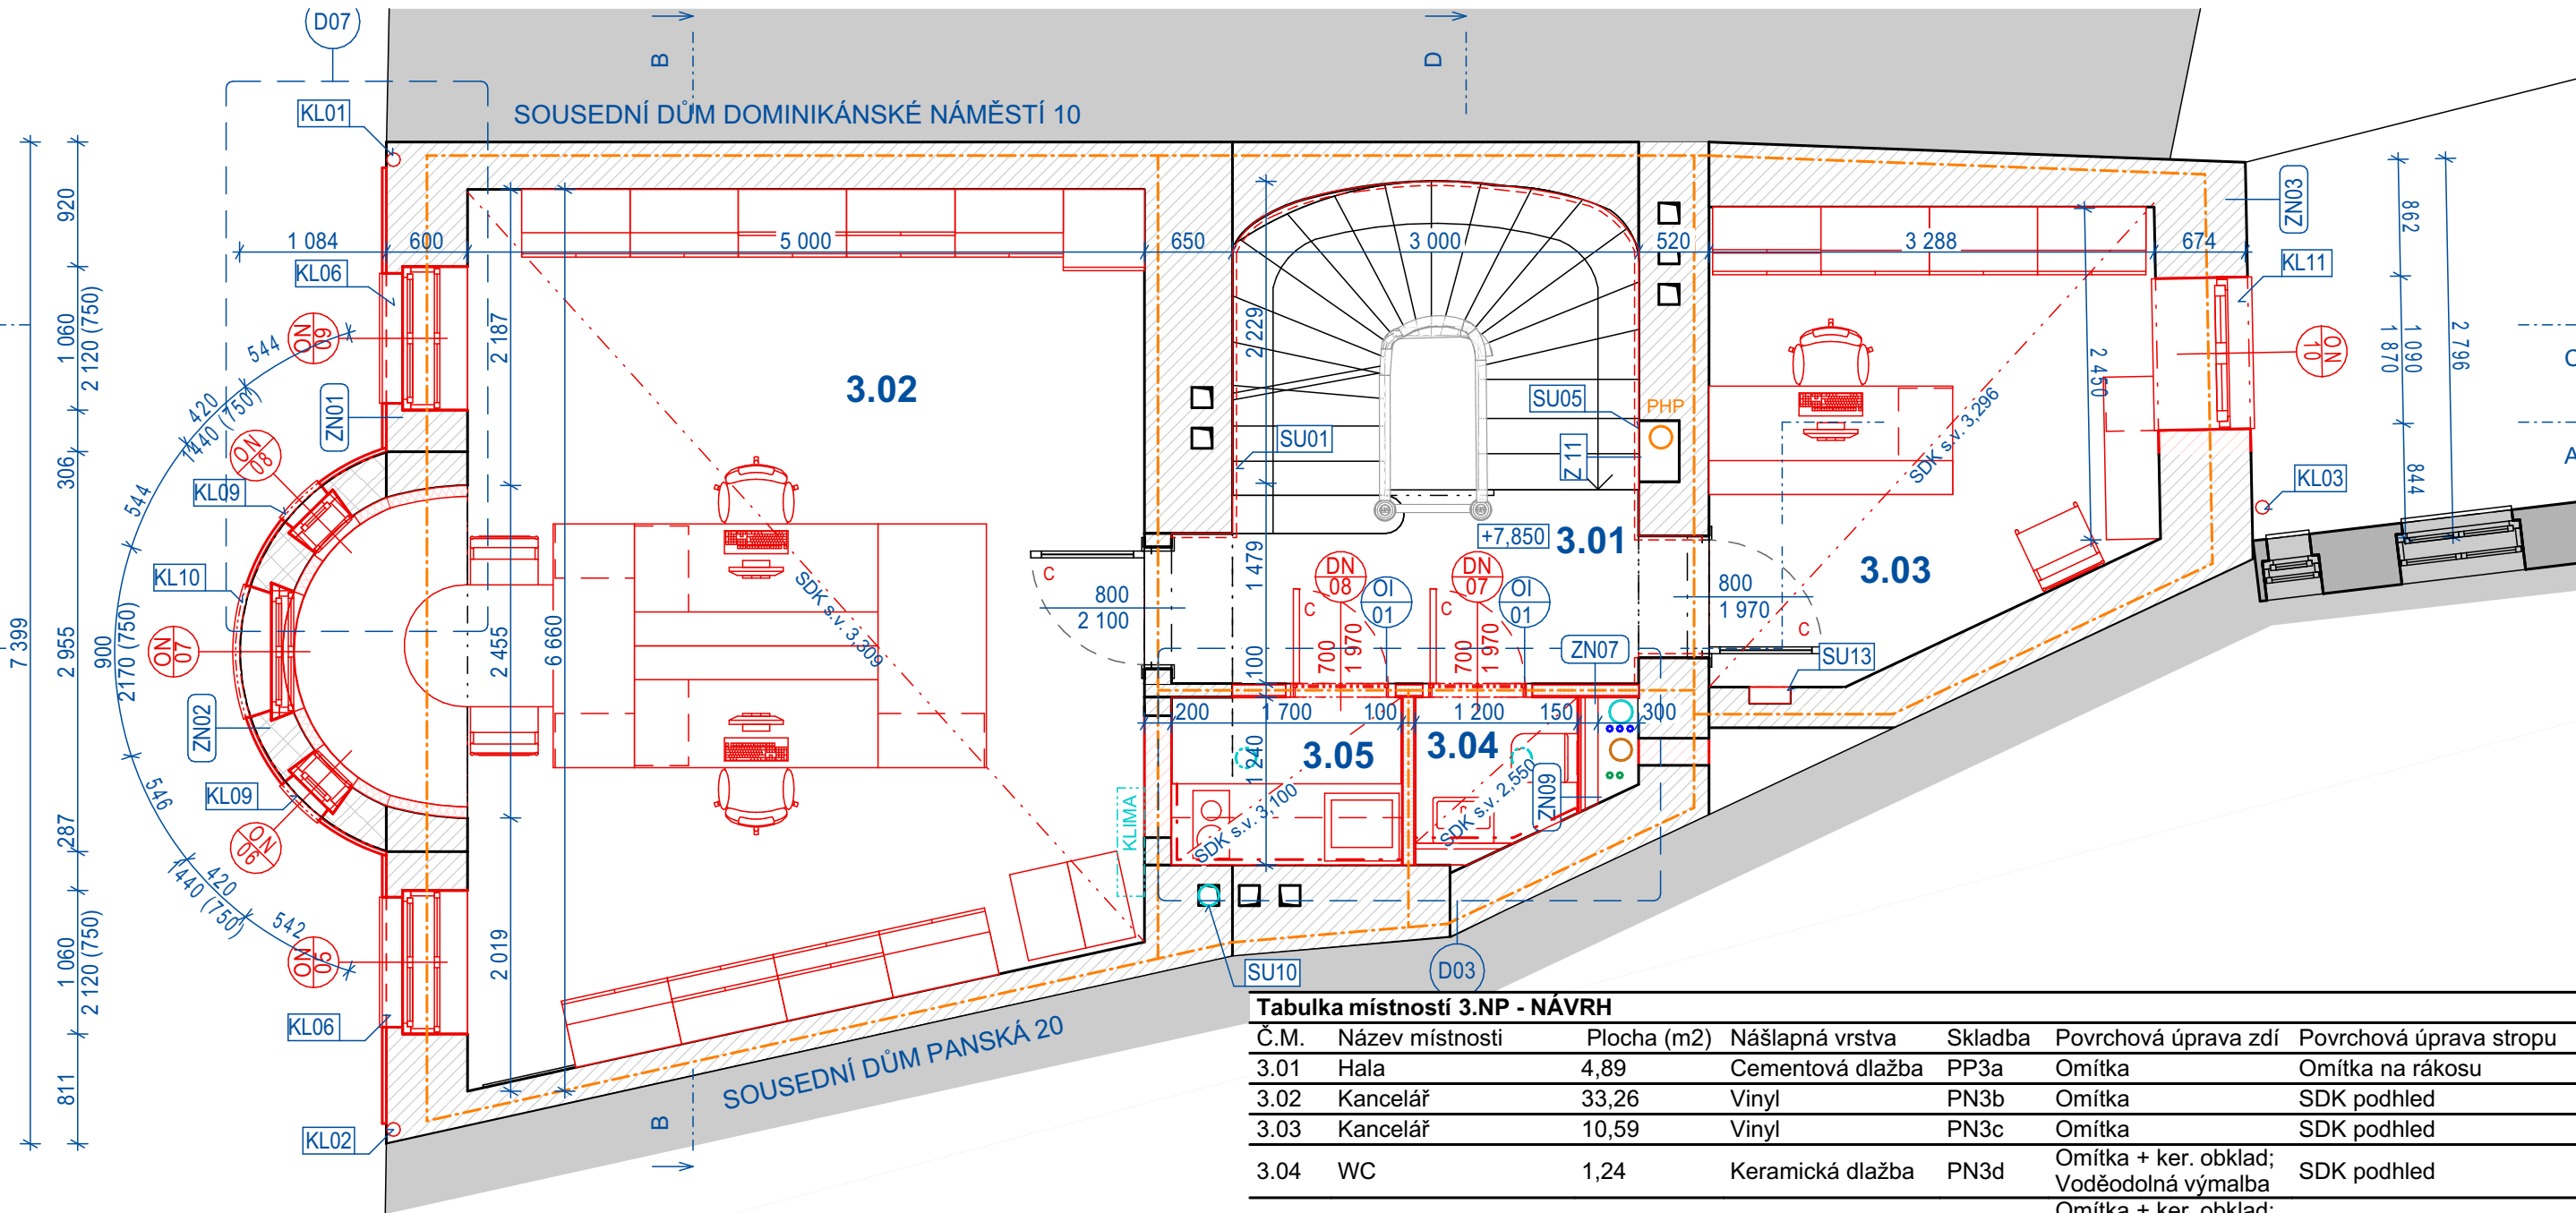 D07
B
D
KL01
SOUSEDNÍ DŮM DOMINIKÁNSKÉ NÁMĚSTÍ 10
ZN03
920
862
1 084
600
5 000
650
3 000
520
3 288
674
KL06
KL11
1 060
2 120 (750)
ON
09
544
2 187
2 229
2 450
1 090
1 870
2 796
ON
10
3.02
420
1440 (750)
ZN01
SU05
PHP
SDK s.v. 3,296
SU01
Z 11
306
ON
08
KL09
544
844
KL03
+7,850
3.01
1 479
KL10
C
DN
08
OI
01
DN
07
OI
01
3.03
800
2 100
800
1 970
C
C
C
SDK s.v. 3,309
7 399
2 955
900
2170 (750)
ON
07
2 455
6 660
100
700
1 970
700
1 970
ZN07
SU13
ZN02
200
1 700
100
1 200
150
300
3.05
3.04
1 240
546
KL09
KLIMA
SDK s.v. 3,100
SDK s.v. 2,550
ZN09
287
ON
06
420
1440 (750)
542
1 060
2 120 (750)
ON
05
2 019
SU10
D03
KL06
SOUSEDNÍ DŮM PANSKÁ 20
811
KL02
B
Tabulka místností 3.NP - NÁVRH
Č.M. Název místnosti Plocha (m2) Nášlapná vrstva Skladba Povrchová úprava zdí Povrchová úprava stropu
3.01 Hala 4,89 Cementová dlažba PP3a Omítka Omítka na rákosu
3.02 Kancelář 33,26 Vinyl PN3b Omítka SDK podhled
3.03 Kancelář 10,59 Vinyl PN3c Omítka SDK podhled
3.04 WC 1,24 Keramická dlažba PN3d Omítka + ker. obklad; Voděodolná výmalba SDK podhled
Omítka + ker. obklad;